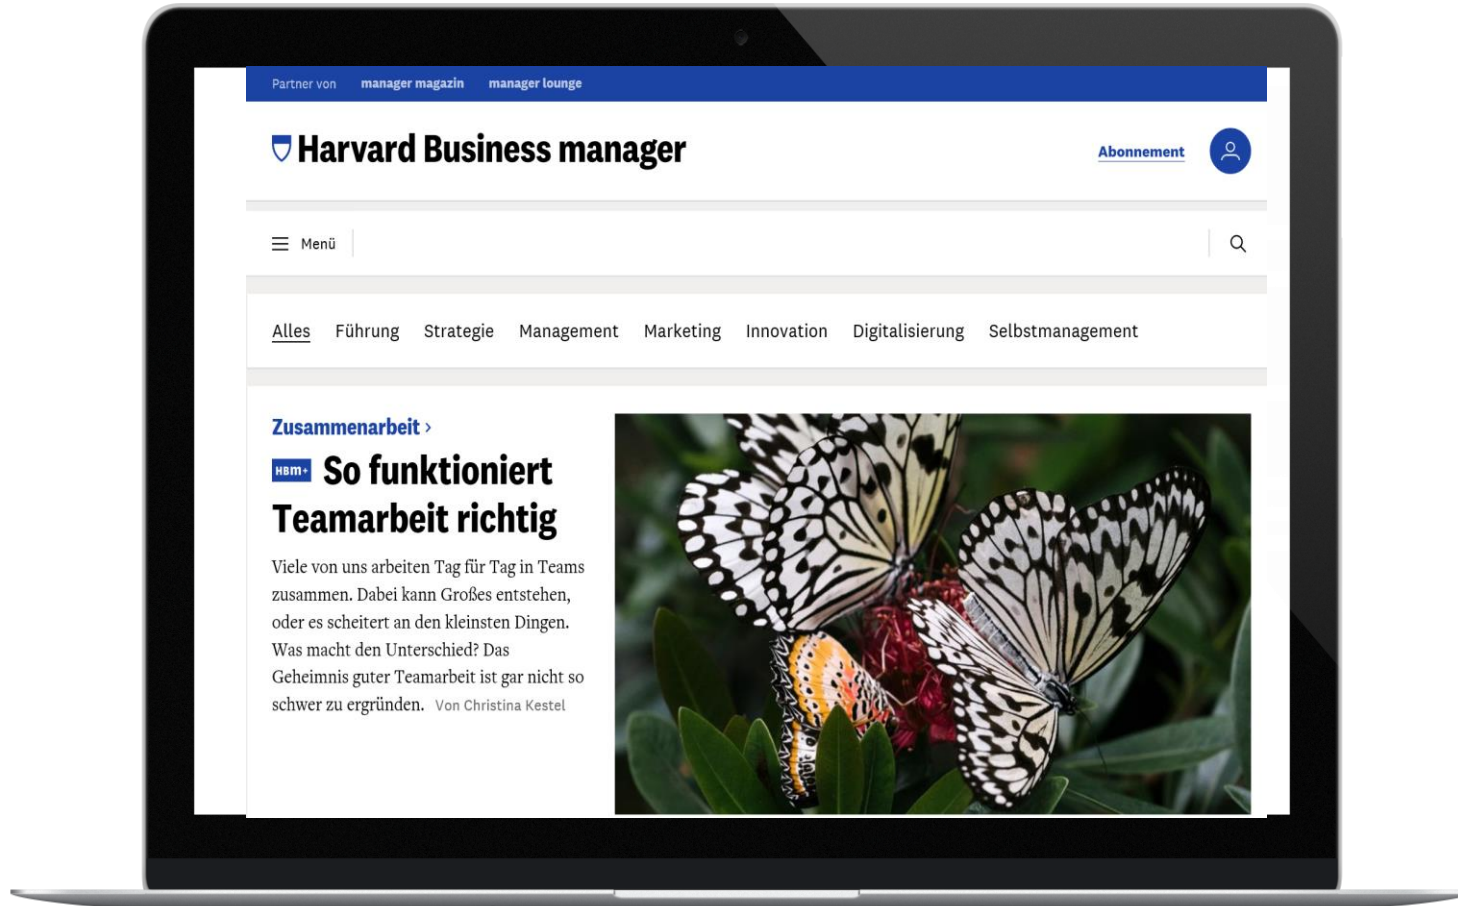 Partner von manager magazin manager lounge
Harvard Business manager
Abonnement
Menü
Alles Führung Strategie Management Marketing Innovation Digitalisierung Selbstmanagement
Zusammenarbeit
HBm+ So funktioniert
Teamarbeit richtig
Viele von uns arbeiten Tag für Tag in Teams
zusammen. Dabei kann Großes entstehen,
oder es scheitert an den kleinsten Dingen.
Was macht den Unterschied? Das
Geheimnis guter Teamarbeit ist gar nicht so
schwer zu ergründen. Von Christina Kestel